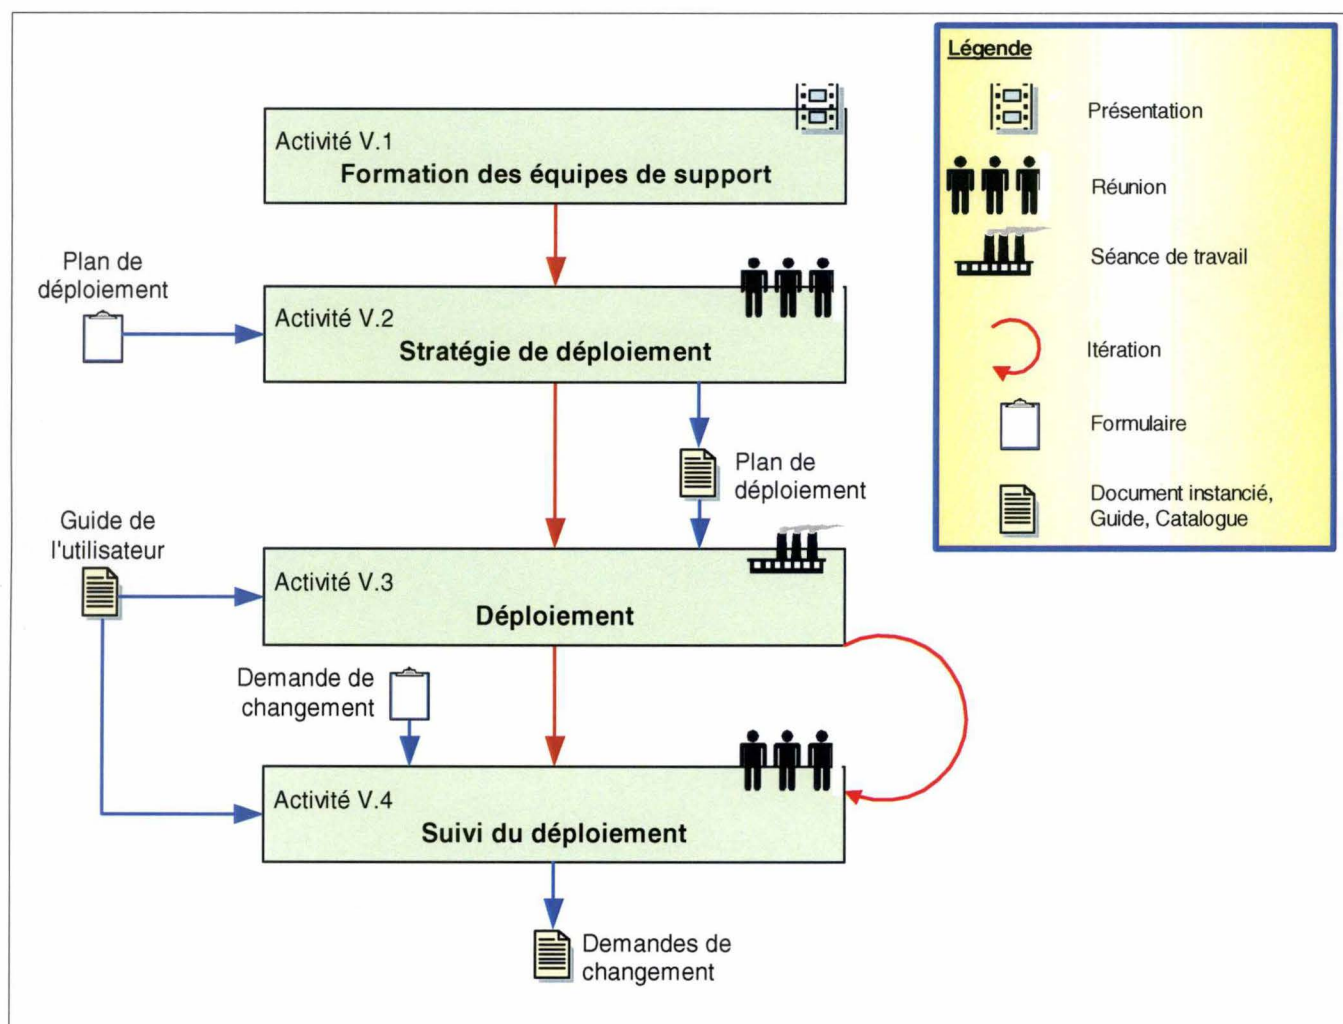 Légende
Présentation
Réunion
Séance de travail
Itération
Formulaire
Document instancié,
Guide, Catalogue
Activité V.1
Formation des équipes de support
Plan de
déploiement
Activité V.2
Stratégie de déploiement
Plan de
déploiement
Guide de
l'utilisateur
Activité V.3
Déploiement
Demande de
changement
Activité V.4
Suivi du déploiement
Demandes de
changement